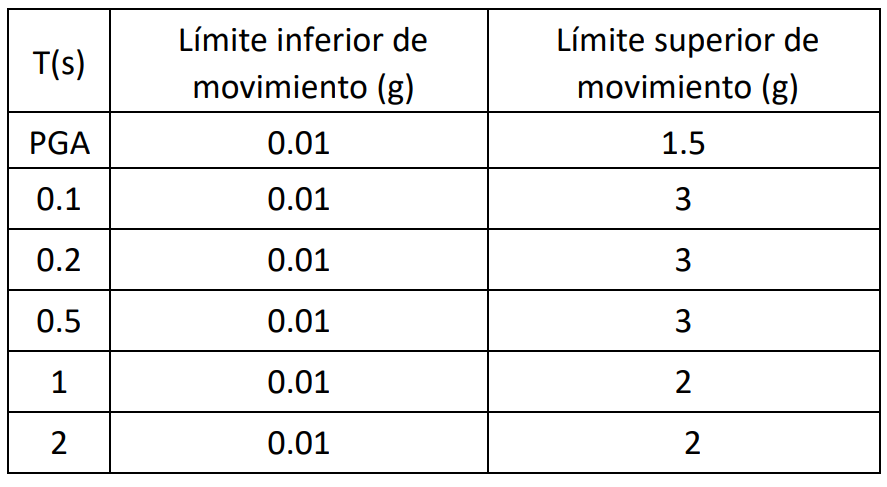 T(s) Límite inferior de movimiento (g) Límite superior de movimiento (g)
PGA 0.01 1.5
0.1 0.01 3
0.2 0.01 3
0.5 0.01 3
1 0.01 2
2 0.01 2